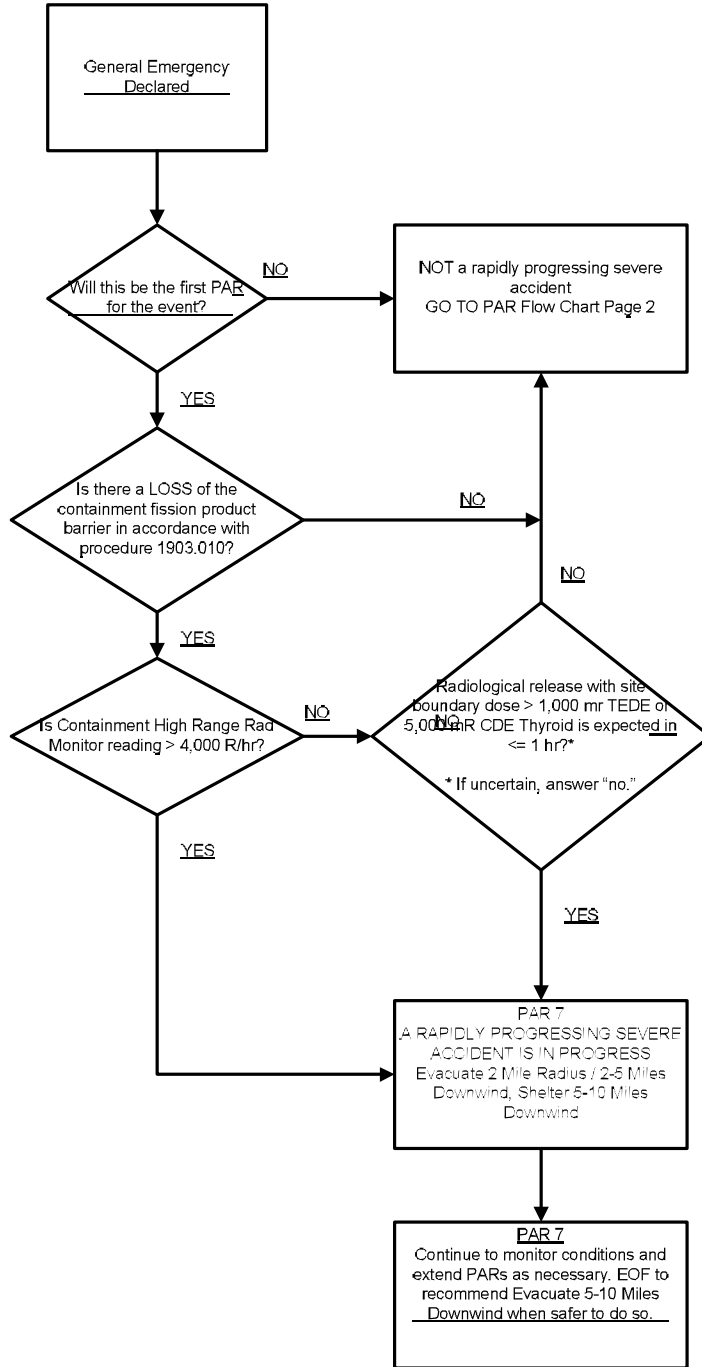 General Emergency
Declared
Will this be the first PAR
for the event?
NO
NOT a rapidly progressing severe
accident
GO TO PAR Flow Chart Page 2
YES
Is there a LOSS of the
containment fission product
barrier in accordance with
procedure 1903.010?
NO
NO
YES
Is Containment High Range Rad
Monitor reading > 4,000 R/hr?
NO
Radiological release with site
boundary dose > 1,000 mr TEDE or
5,000 mR CDE Thyroid is expected in
<= 1 hr?*
* If uncertain, answer “no.”
NO
YES
YES
PAR 7
A RAPIDLY PROGRESSING SEVERE
ACCIDENT IS IN PROGRESS
Evacuate 2 Mile Radius / 2-5 Miles
Downwind, Shelter 5-10 Miles
Downwind
PAR 7
Continue to monitor conditions and
extend PARs as necessary. EOF to
recommend Evacuate 5-10 Miles
Downwind when safer to do so.